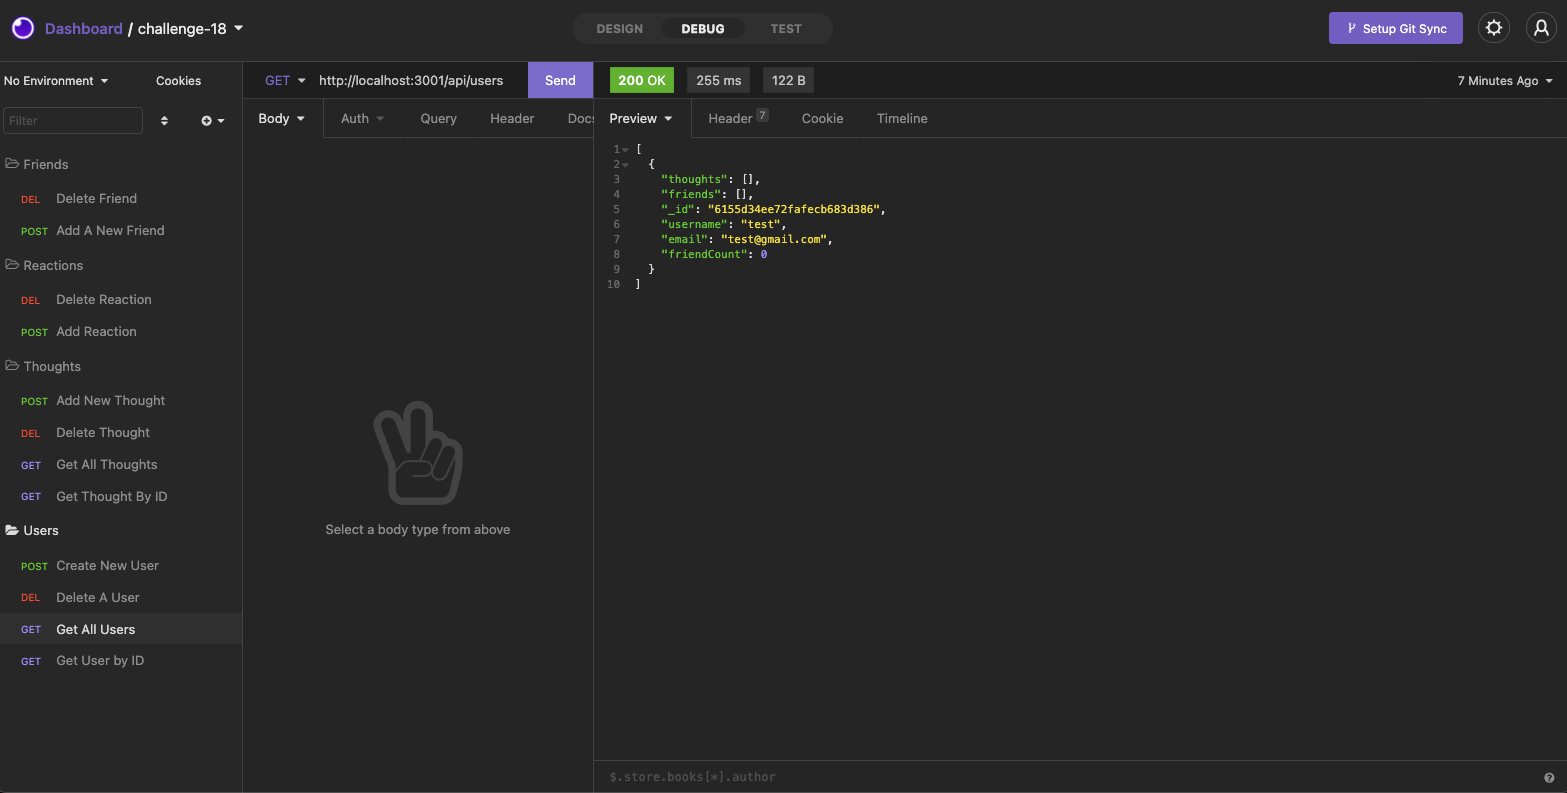 Dashboard / challenge-18
DESIGN DEBUG TEST
Setup Git Sync
No Environment Cookies
Filter
Friends
DEL Delete Friend
POST Add A New Friend
Reactions
DEL Delete Reaction
POST Add Reaction
Thoughts
POST Add New Thought
DEL Delete Thought
GET Get All Thoughts
GET Get Thought By ID
Users
POST Create New User
DEL Delete A User
GET Get All Users
GET Get User by ID
GET http://localhost:3001/api/users Send
Body Auth Query Header Docs
Select a body type from above
200 OK 255 ms 122 B 7 Minutes Ago
Preview Header 7 Cookie Timeline
1 [
2 {
3 "thoughts": [],
4 "friends": [],
5 "_id": "6155d34ee72fafecb683d386",
6 "username": "test",
7 "email": "test@gmail.com",
8 "friendCount": 0
9 }
10 ]
$.store.books[*].author